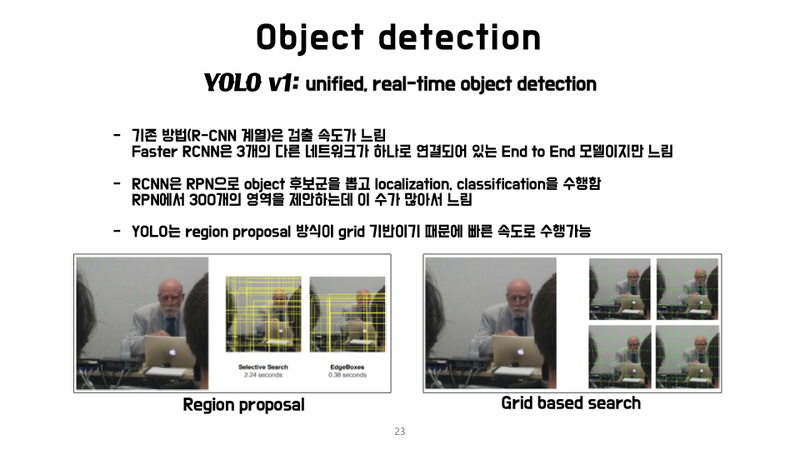 Object detection
YOLO v1: unified, real-time object detection
- 기존 방법(R-CNN 계열)은 검출 속도가 느림
Faster RCNN은 3개의 다른 네트워크가 하나로 연결되어 있는 End to End 모델이지만 느림
- RCNN은 RPN으로 object 후보군을 뽑고 localization, classification을 수행함
RPN에서 300개의 영역을 제안하는데 이 수가 많아서 느림
- YOLO는 region proposal 방식이 grid 기반이기 때문에 빠른 속도로 수행가능
Selective Search
2.24 seconds
EdgeBoxes
0.38 seconds
Region proposal
Grid based search
23